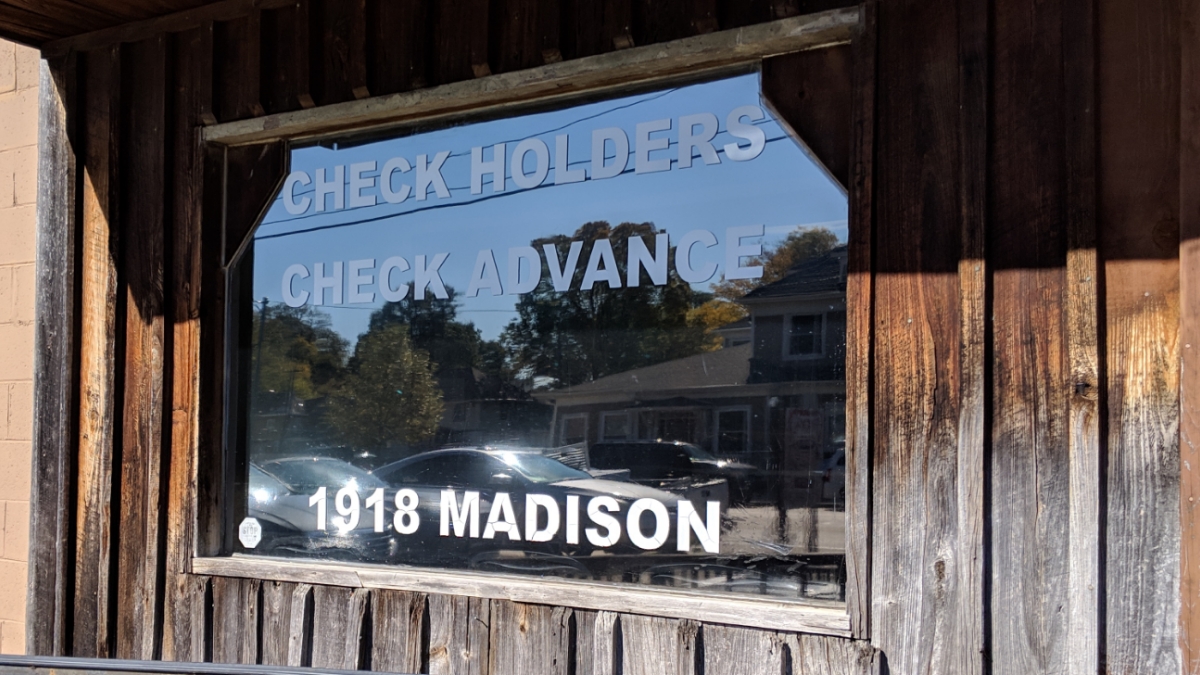 CHECK HOLDERS
CHECK ADVANCE
1918 MADISON